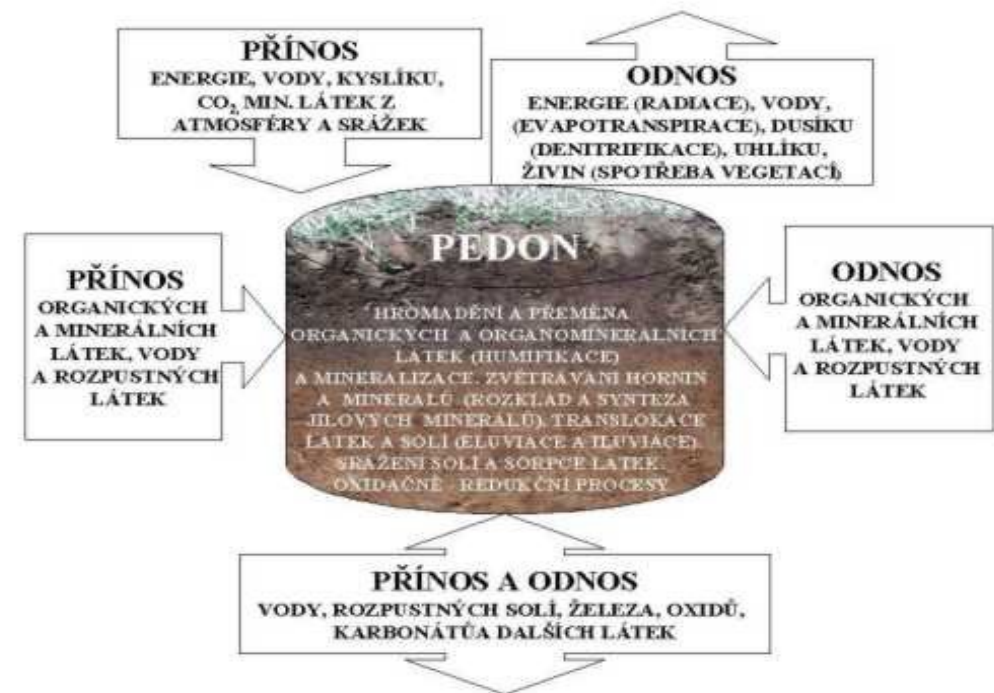 PŘÍNOS
ENERGIE, VODY, KYSLÍKU,
CO₂, MIN. LÁTEK Z
ATMOSFÉRY A SRÁŽEK
ODNOS
ENERGIE (RADIACE), VODY,
(EVAPOTRANSPIRACE), DUSÍKU
(DENITRIFIKACE), UHLÍKU,
ŽIVIN (SPOTŘEBA VEGETACÍ)
PŘÍNOS
ORGANICKÝCH
A MINERÁLNÍCH
LÁTEK, VODY
A ROZPUSTNÝCH
LÁTEK
PEDON
HROMADĚNÍ A PŘEMĚNA
ORGANICKÝCH A ORGANOMINERÁLNÍCH
LÁTEK (HUMIFIKACE)
A MINERALIZACE, ZVĚTRÁVÁNÍ HORNIN
A MINERÁLŮ (ROZKLAD A SYNTÉZA
JÍLOVÝCH MINERÁLŮ), TRANSLOKACE
LÁTEK A SOLÍ (ELUVIACE A ILUVIACE)
SRÁŽENÍ SOLÍ A SORPCE LÁTEK,
OXIDAČNĚ - REDUKČNÍ PROCESY
ODNOS
ORGANICKÝCH
A MINERÁLNÍCH
LÁTEK, VODY
A ROZPUSTNÝCH
LÁTEK
PŘÍNOS A ODNOS
VODY, ROZPUSTNÝCH SOLÍ, ŽELEZA, OXIDŮ,
KARBONÁTŮA DALŠÍCH LÁTEK